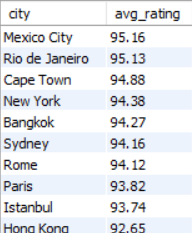 city avg_rating
Mexico City 95.16
Rio de Janeiro 95.13
Cape Town 94.88
New York 94.38
Bangkok 94.27
Sydney 94.16
Rome 94.12
Paris 93.82
Istanbul 93.74
Hong Kong 92.65